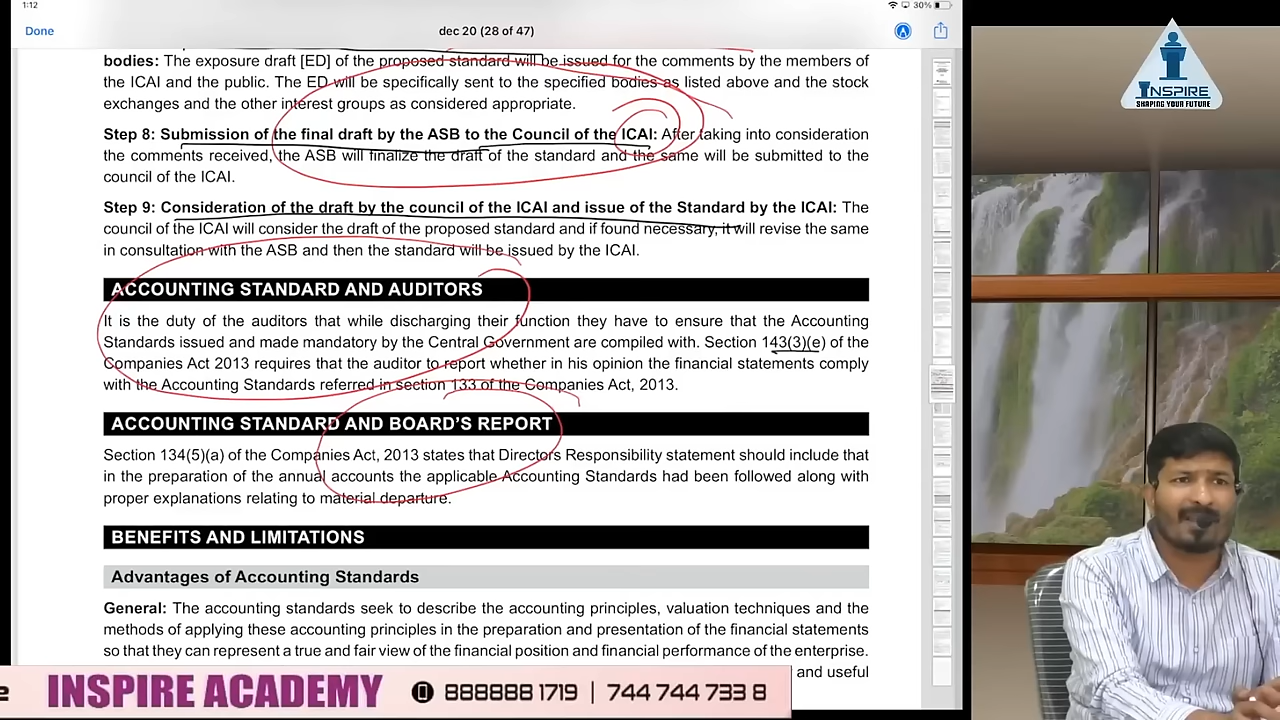 1:12
30%
Done
dec 20 (28 of 47)
bodies: The exposure draft [ED] of the proposed standard will be issued for the comments by the members of
the ICAI and the public. The ED will be specifically sent to the specified bodies as listed above and the stock
exchanges and the other interest groups as considered appropriate.
Step 8: Submission of the final draft by the ASB to the Council of the ICAI: After taking into consideration
the comments received, the ASB will finalize the draft of the standard and the same will be submitted to the
council of the ICAI.
Step 9: Consideration of the draft by the council of the ICAI and issue of the Standard by the ICAI: The
council of the ICAI will consider the draft of the proposed standard and if found necessary, it will revise the same
in consultation with the ASB and then the standard will be issued by the ICAI.
ACCOUNTING STANDARD AND AUDITORS
It is the duty of the auditors that while discharging their function they have to ensure that the Accounting
Standards issued and made mandatory by the Central Government are compiled with. Section 143(3)(e) of the
Companies Act 2013 requires that the auditor to report whether in his opinion the financial statements comply
with the Accounting Standards referred in section 133 of the Companies Act, 2013.
ACCOUNTING STANDARD AND BOARD'S REPORT
Section 134(5)(a) of the Companies Act, 2013 states that Directors Responsibility statement should include that
in the preparation of the annual accounts the applicable Accounting Standards had been followed along with
proper explanation relating to material departure.
BENEFITS AND LIMITATIONS
Advantages of Accounting Standards
General: The accounting standards seek to describe the accounting principles, valuation techniques and the
methods of applying these accounting principles in the preparation and presentation of the financial statements
so that they can represent a true and fair view of the financial position and financial performance of the enterprise.
and useful
INSPIRE
SHAPING YOUR FUTURE
INSPIRE ACADEMY
888888 1719 | 744 744 733 8